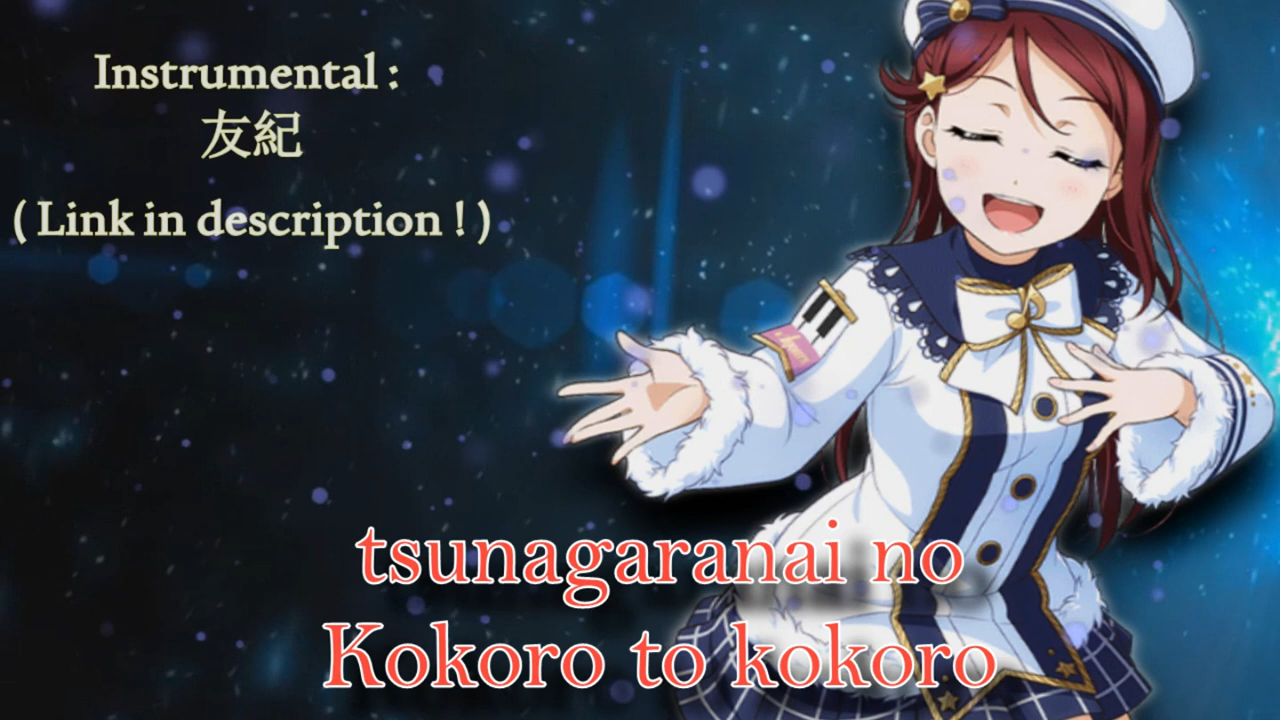 Instrumental :
友紀
( Link in description ! )
tsunagaranai no
Kokoro to kokoro